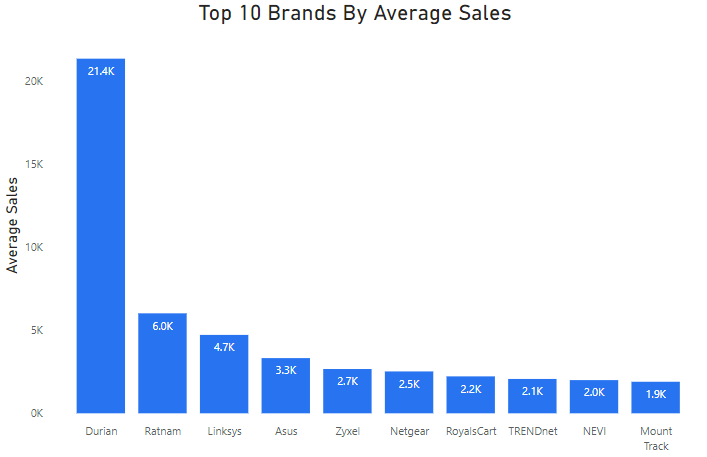 Top 10 Brands By Average Sales
Average Sales
20K
15K
10K
5K
0K
21.4K
6.0K
4.7K
3.3K
2.7K
2.5K
2.2K
2.1K
2.0K
1.9K
Durian
Ratnam
Linksys
Asus
Zyxel
Netgear
RoyalsCart
TRENDnet
NEVI
Mount
Track